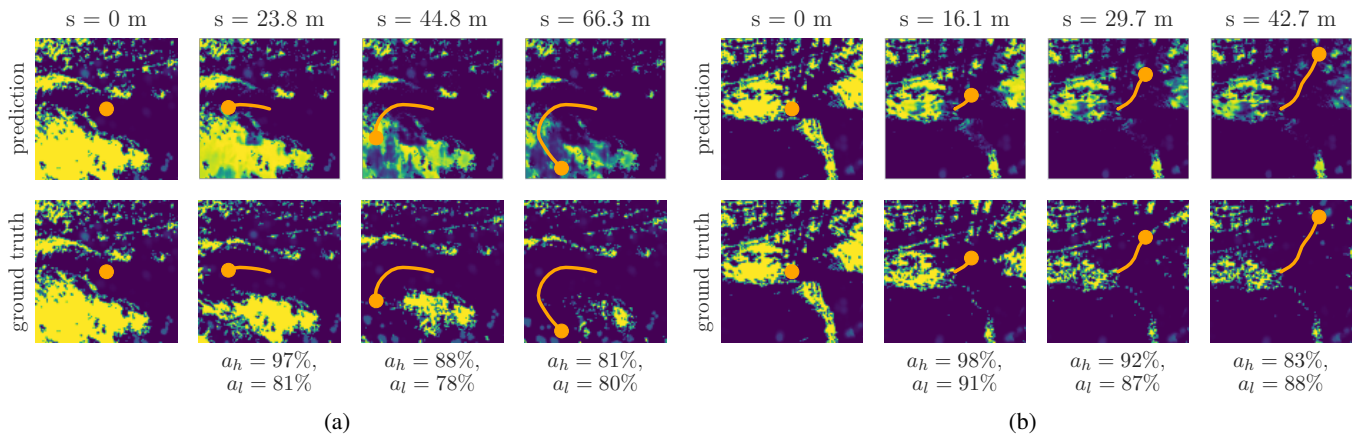 s = 0 m s = 23.8 m s = 44.8 m s = 66.3 m s = 0 m s = 16.1 m s = 29.7 m s = 42.7 m
prediction prediction
ground truth ground truth
a_h = 97%, a_h = 88%, a_h = 81%, a_h = 98%, a_h = 92%, a_h = 83%,
a_l = 81% a_l = 78% a_l = 80% a_l = 91% a_l = 87% a_l = 88%
(a) (b)